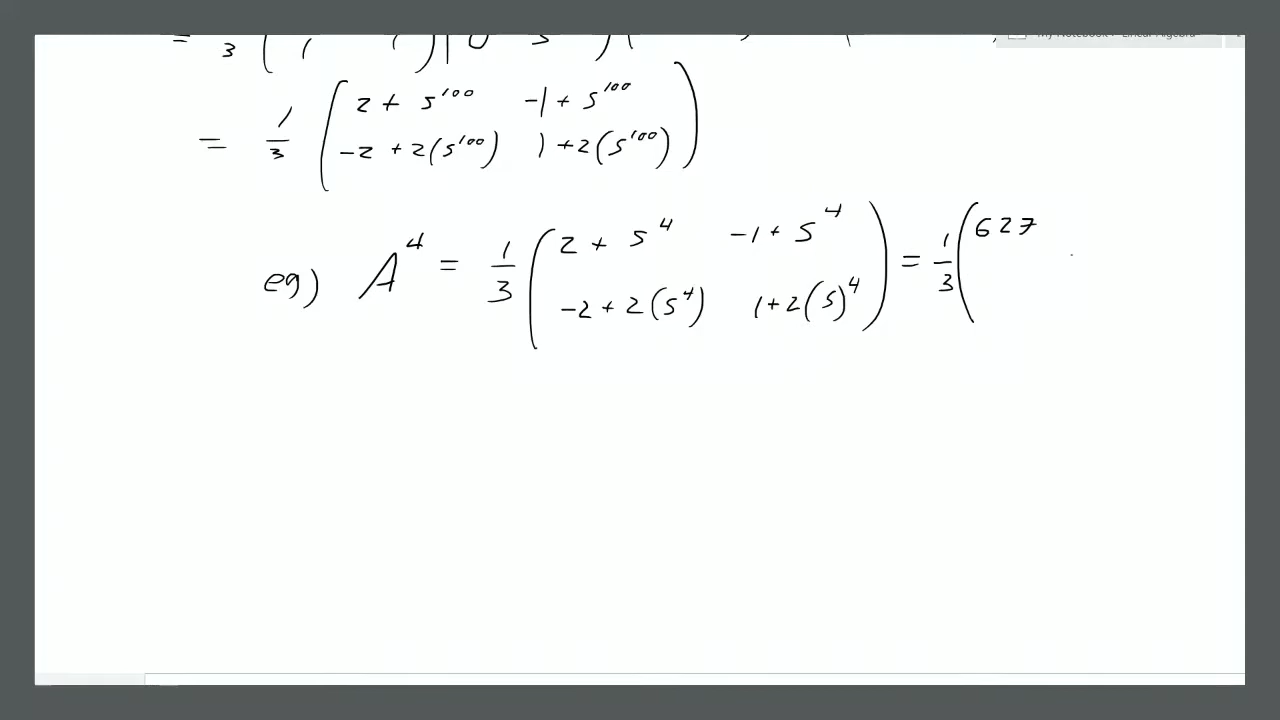 = 1/3 ( 2 + 5^100   -1 + 5^100
-2 + 2(5^100)   1 + 2(5^100) )
eg) A^4 = 1/3 ( 2 + 5^4   -1 + 5^4
-2 + 2(5^4)   1 + 2(5)^4 ) = 1/3 ( 627